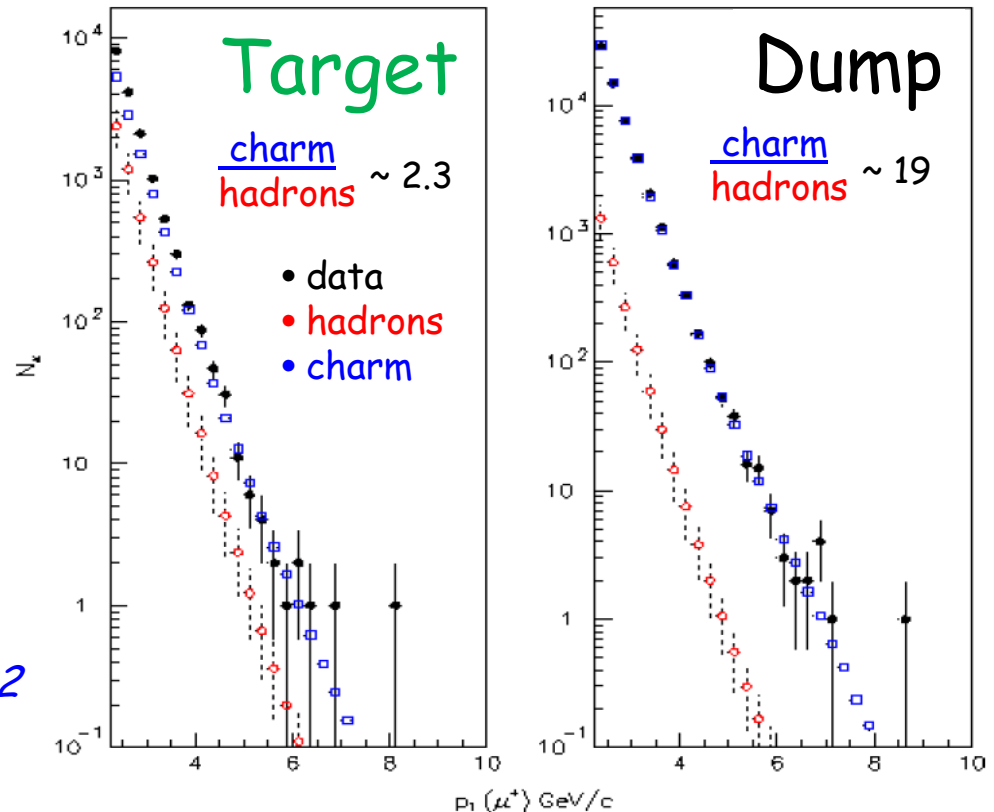 Target
charm
hadrons
~ 2.3
• data
• hadrons
• charm
10⁴
10³
10²
10
1
10⁻¹
4
6
8
10
Dump
charm
hadrons
~ 19
10⁴
10³
10²
10
1
10⁻¹
4
6
8
10
2
p₁ (μ⁺) GeV/c